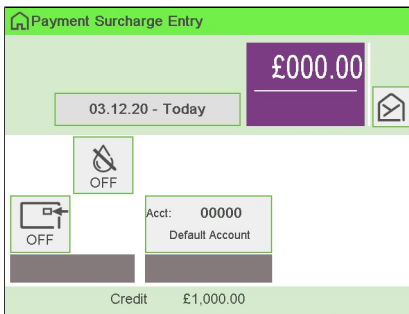 Payment Surcharge Entry
£000.00
03.12.20 - Today
OFF
OFF
Acct: 00000
Default Account
Credit £1,000.00